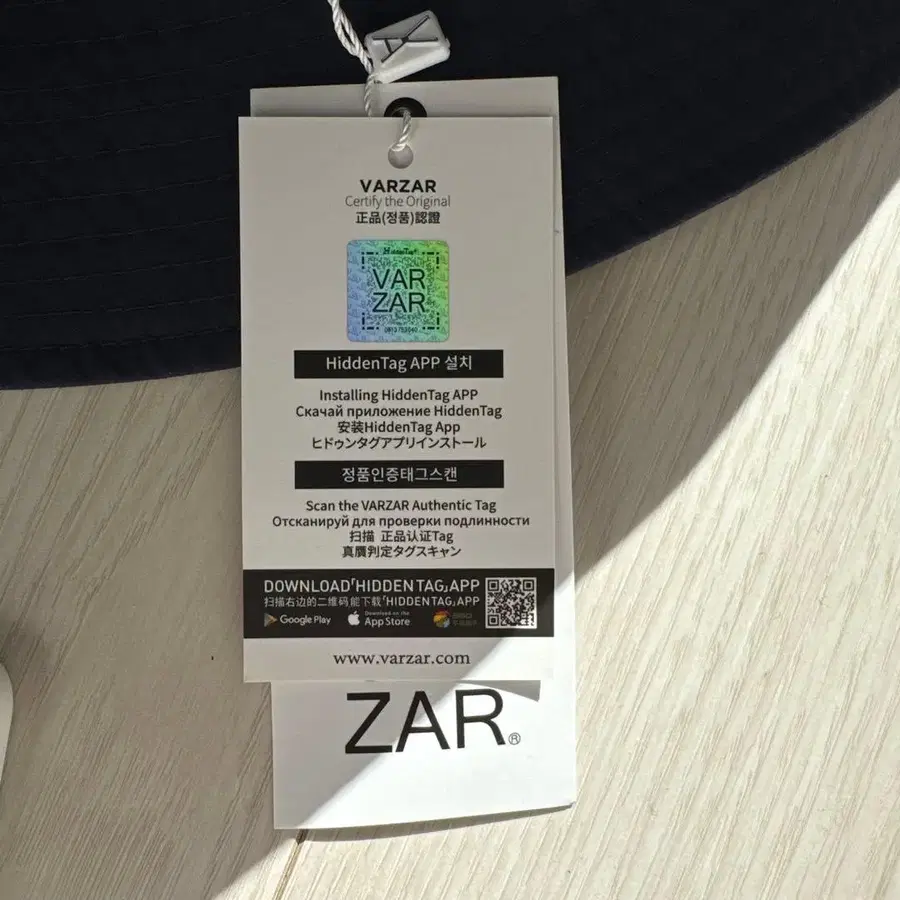 VARZAR
Certify the Original
正品(정품)認證
HiddenTag®
VAR
ZAR
HiddenTag APP 설치
Installing HiddenTag APP
Скачай приложение HiddenTag
安装HiddenTag App
ヒドゥンタグアプリインストール
정품인증태그스캔
Scan the VARZAR Authentic Tag
Отсканируй для проверки подлинности
扫描 正品认证Tag
真贋判定タグスキャン
DOWNLOAD「HIDDEN TAG」APP
扫描右边的二维码能下载「HIDDENTAG」APP
Google Play
Download on the
App Store
www.varzar.com
ZAR®